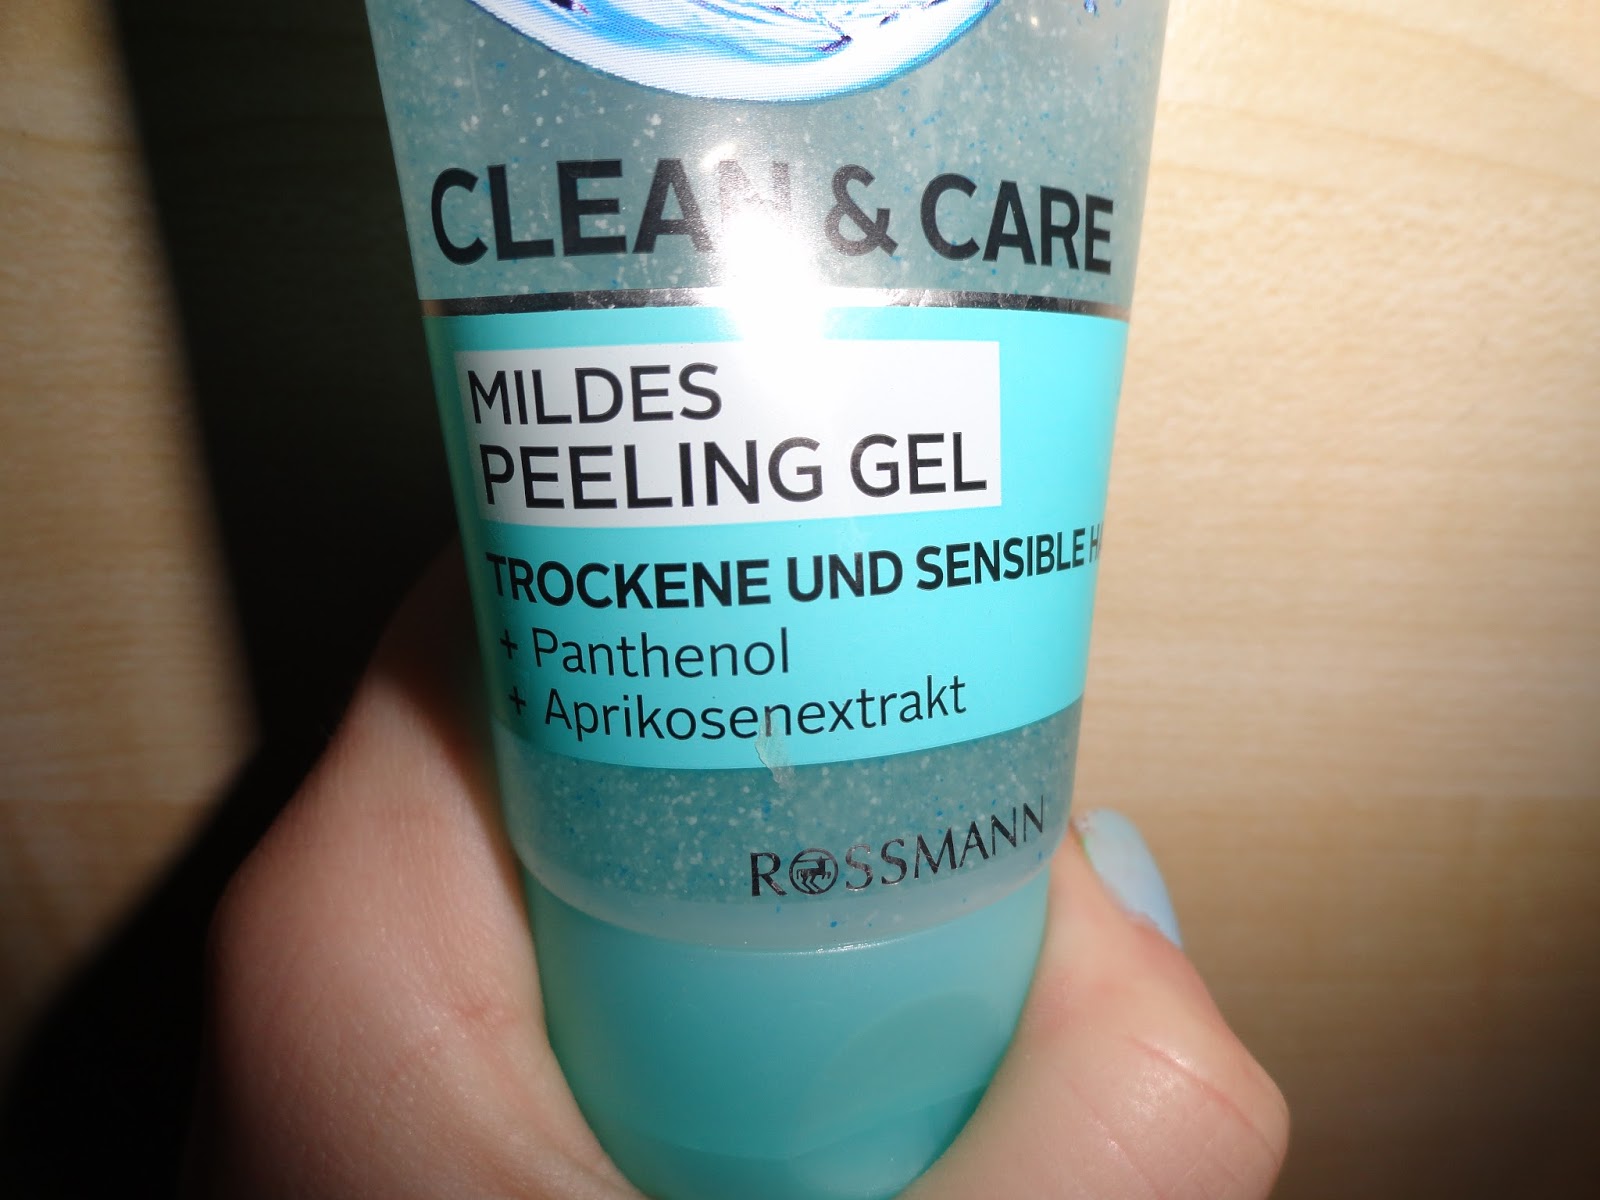 CLEAN & CARE
MILDES
PEELING GEL
TROCKENE UND SENSIBLE
+ Panthenol
+ Aprikosenextrakt
ROSSMANN